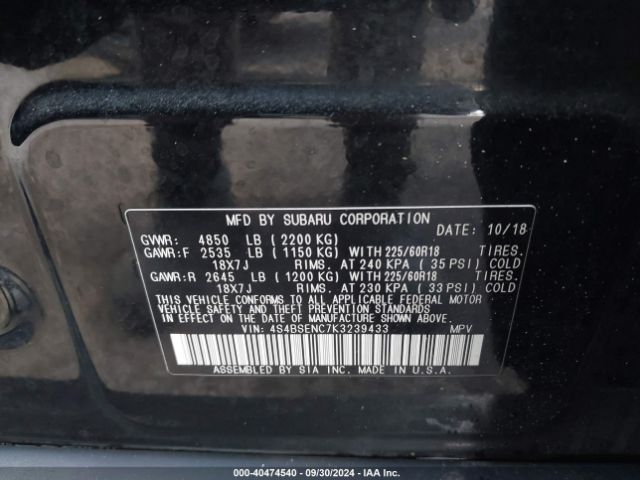 MFD BY SUBARU CORPORATION
DATE: 10/18
GVWR: 4850 LB ( 2200 KG)
GAWR:F 2535 LB ( 1150 KG) WITH 225/60R18 TIRES.
18X7J RIMS. AT 240 KPA ( 35 PSI) COLD
GAWR:R 2645 LB ( 1200 KG) WITH 225/60R18 TIRES.
18X7J RIMS. AT 230 KPA ( 33 PSI) COLD
THIS VEHICLE CONFORMS TO ALL APPLICABLE FEDERAL MOTOR
VEHICLE SAFETY AND THEFT PREVENTION STANDARDS
IN EFFECT ON THE DATE OF MANUFACTURE SHOWN ABOVE.
VIN: 4S4BSENC7K3239433 MPV
ASSEMBLED BY SIA INC. MADE IN U.S.A.
000-40474540 - 09/30/2024 - IAAI.COM